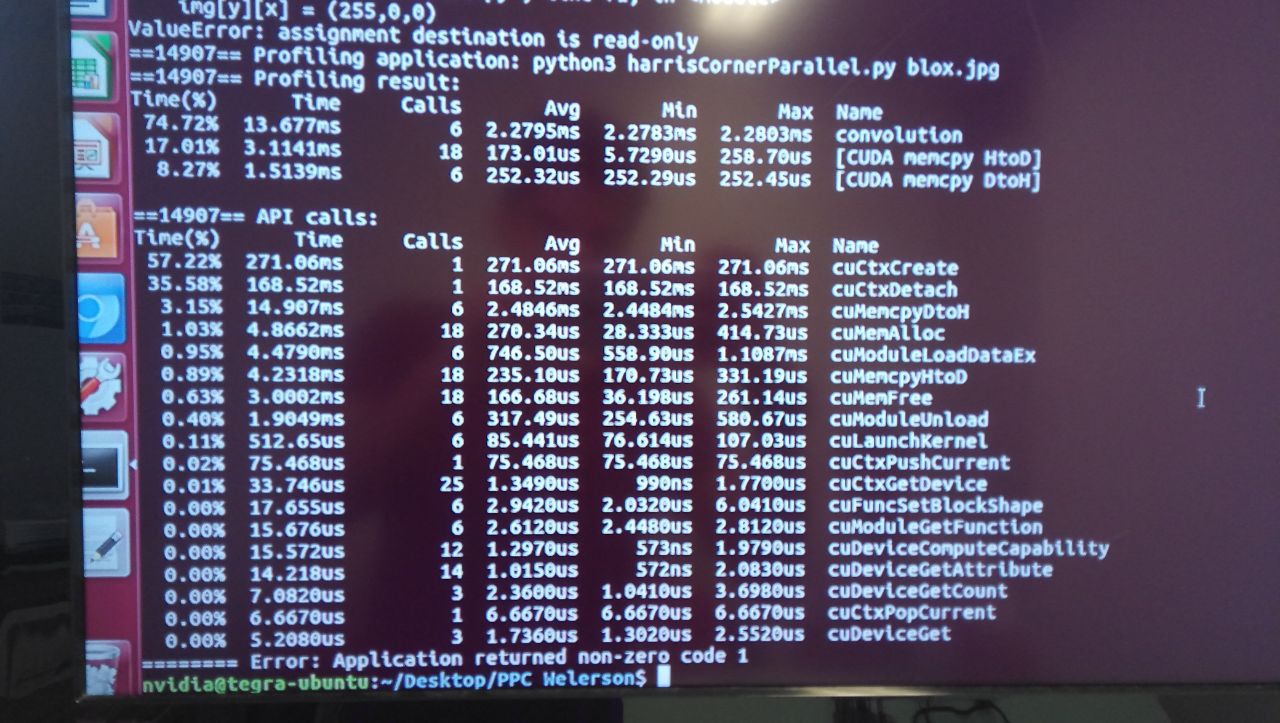 img[y][x] = (255,0,0)
ValueError: assignment destination is read-only
==14907== Profiling application: python3 harrisCornerParallel.py blox.jpg
==14907== Profiling result:
Time(%) Time Calls Avg Min Max Name
74.72% 13.677ms 6 2.2795ms 2.2783ms 2.2803ms convolution
17.01% 3.1141ms 18 173.01us 5.7290us 258.70us [CUDA memcpy HtoD]
8.27% 1.5139ms 6 252.32us 252.29us 252.45us [CUDA memcpy DtoH]
==14907== API calls:
Time(%) Time Calls Avg Min Max Name
57.22% 271.06ms 1 271.06ms 271.06ms 271.06ms cuCtxCreate
35.58% 168.52ms 1 168.52ms 168.52ms 168.52ms cuCtxDetach
3.15% 14.907ms 6 2.4846ms 2.4484ms 2.5427ms cuMemcpyDtoH
1.03% 4.8662ms 18 270.34us 28.333us 414.73us cuMemAlloc
0.95% 4.4790ms 6 746.50us 558.90us 1.1087ms cuModuleLoadDataEx
0.89% 4.2318ms 18 235.10us 170.73us 331.19us cuMemcpyHtoD
0.63% 3.0002ms 18 166.68us 36.198us 261.14us cuMemFree
0.40% 1.9049ms 6 317.49us 254.63us 580.67us cuModuleUnload
0.11% 512.65us 6 85.441us 76.614us 107.03us cuLaunchKernel
0.02% 75.468us 1 75.468us 75.468us 75.468us cuCtxPushCurrent
0.01% 33.746us 25 1.3490us 990ns 1.7700us cuCtxGetDevice
0.00% 17.655us 6 2.9420us 2.0320us 6.0410us cuFuncSetBlockShape
0.00% 15.676us 6 2.6120us 2.4480us 2.8120us cuModuleGetFunction
0.00% 15.572us 12 1.2970us 573ns 1.9790us cuDeviceComputeCapability
0.00% 14.218us 14 1.0150us 572ns 2.0830us cuDeviceGetAttribute
0.00% 7.0820us 3 2.3600us 1.0410us 3.6980us cuDeviceGetCount
0.00% 6.6670us 1 6.6670us 6.6670us 6.6670us cuCtxPopCurrent
0.00% 5.2080us 3 1.7360us 1.3020us 2.5520us cuDeviceGet
======== Error: Application returned non-zero code 1
nvidia@tegra-ubuntu:~/Desktop/PPC Welerson$